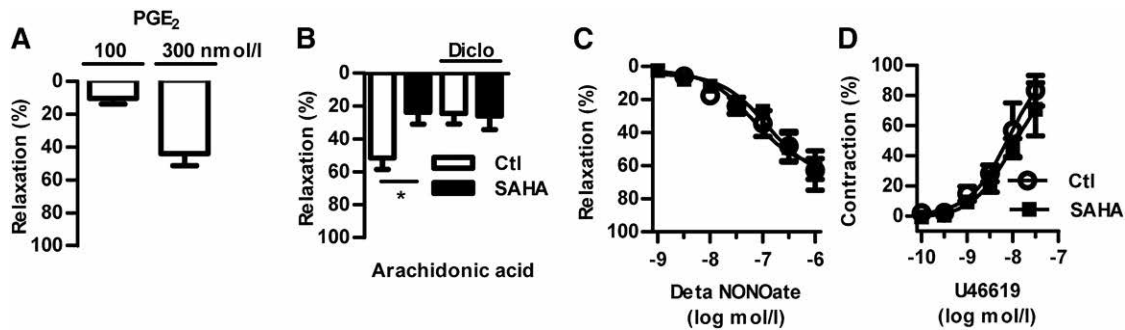 A
PGE2
100 300 nmol/l
Relaxation (%)
0
20
40
60
80
100
B
Diclo
Relaxation (%)
0
20
40
60
80
100
Ctl
SAHA
*
Arachidonic acid
C
Relaxation (%)
0
20
40
60
80
100
-9 -8 -7 -6
Deta NONOate
(log mol/l)
D
Contraction (%)
100
80
60
40
20
0
Ctl
SAHA
-10 -9 -8 -7
U46619
(log mol/l)